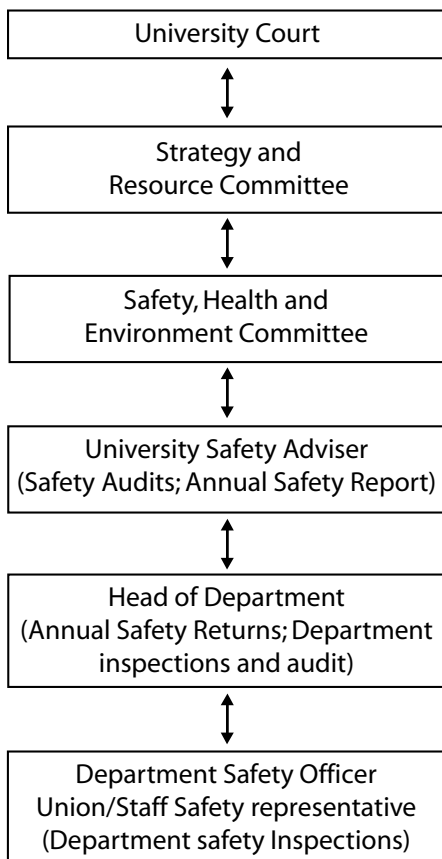 University Court
Strategy and
Resource Committee
Safety, Health and
Environment Committee
University Safety Adviser
(Safety Audits; Annual Safety Report)
Head of Department
(Annual Safety Returns; Department
inspections and audit)
Department Safety Officer
Union/Staff Safety representative
(Department safety Inspections)